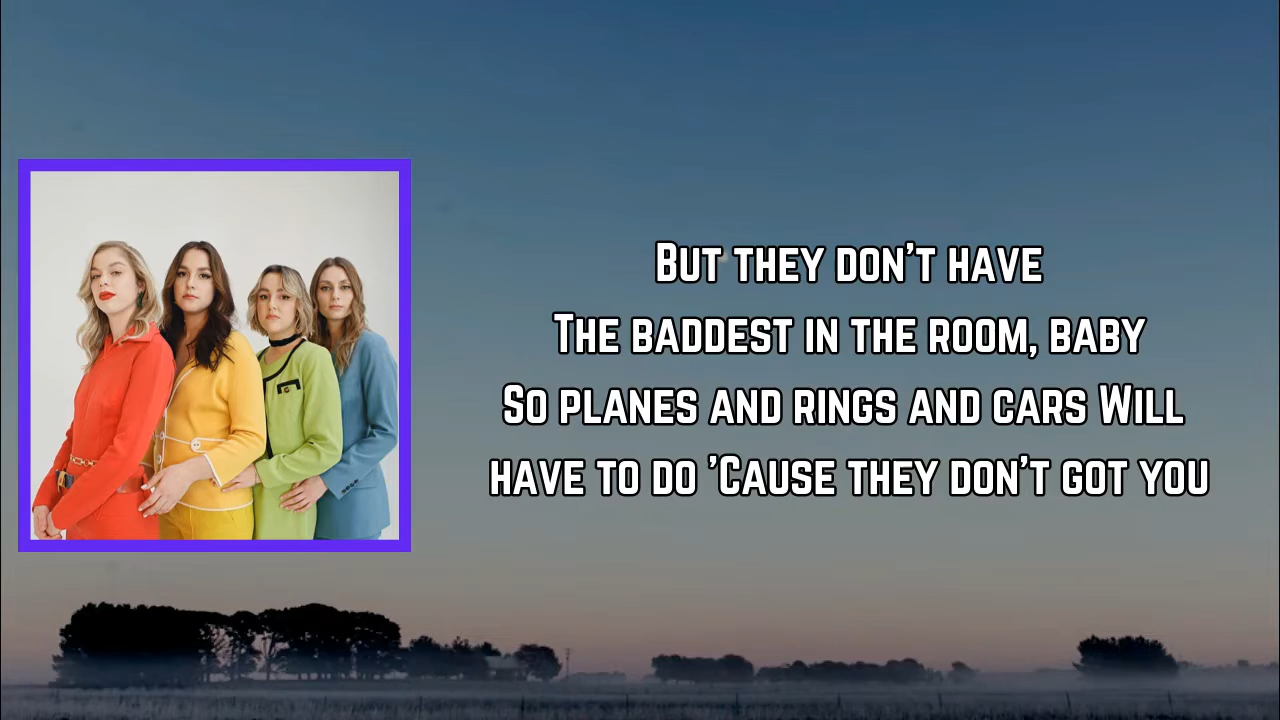 But they don't have
The baddest in the room, baby
So planes and rings and cars Will
have to do 'Cause they don't got you